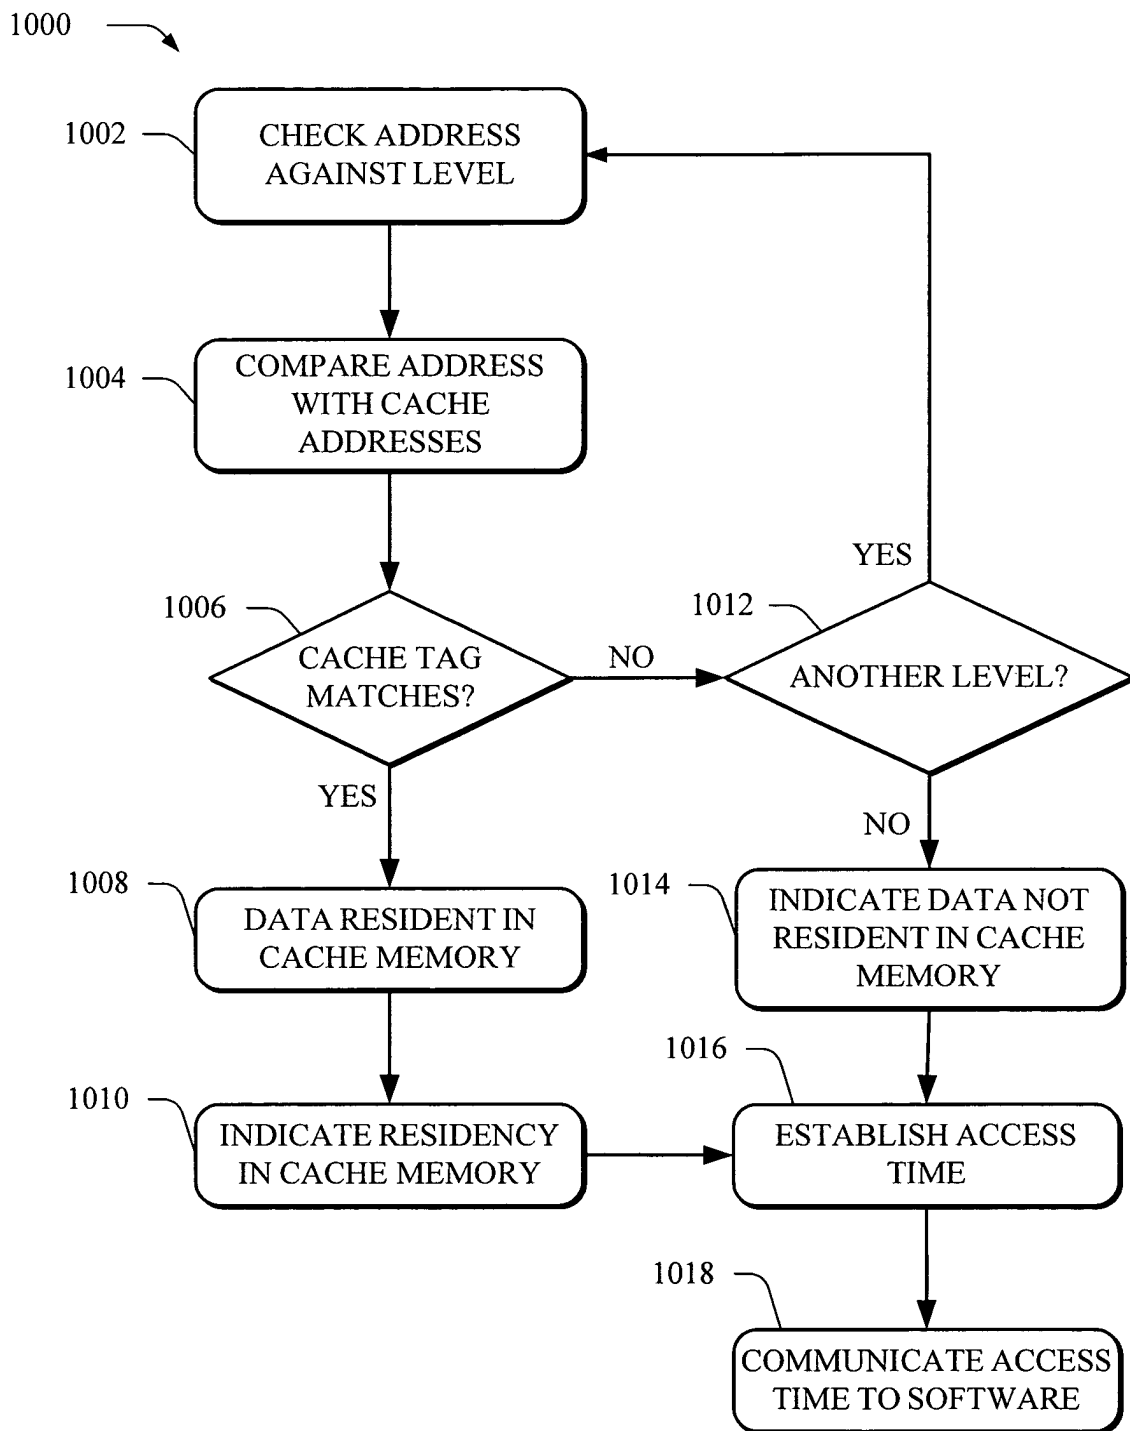 1000
1002
CHECK ADDRESS
AGAINST LEVEL
1004
COMPARE ADDRESS
WITH CACHE
ADDRESSES
1006
CACHE TAG
MATCHES?
NO
YES
1012
ANOTHER LEVEL?
YES
NO
1008
DATA RESIDENT IN
CACHE MEMORY
1014
INDICATE DATA NOT
RESIDENT IN CACHE
MEMORY
1010
INDICATE RESIDENCY
IN CACHE MEMORY
1016
ESTABLISH ACCESS
TIME
1018
COMMUNICATE ACCESS
TIME TO SOFTWARE